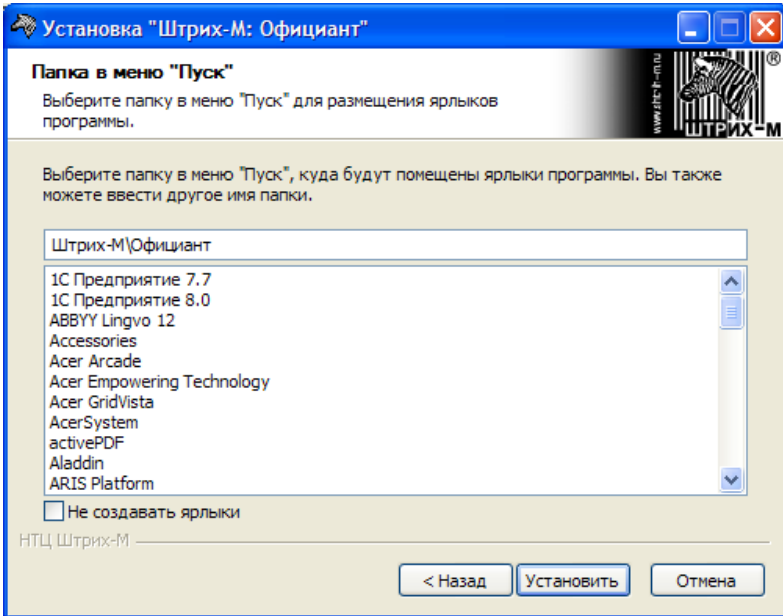 Установка "Штрих-М: Официант"
Папка в меню "Пуск"
Выберите папку в меню "Пуск" для размещения ярлыков
программы.
www.shtrih-m.ru
®
ШТРИХ-М
Выберите папку в меню "Пуск", куда будут помещены ярлыки программы. Вы также
можете ввести другое имя папки.
Штрих-М\Официант
1С Предприятие 7.7
1С Предприятие 8.0
ABBYY Lingvo 12
Accessories
Acer Arcade
Acer Empowering Technology
Acer GridVista
AcerSystem
activePDF
Aladdin
ARIS Platform
Не создавать ярлыки
НТЦ Штрих-М
< Назад
Установить
Отмена